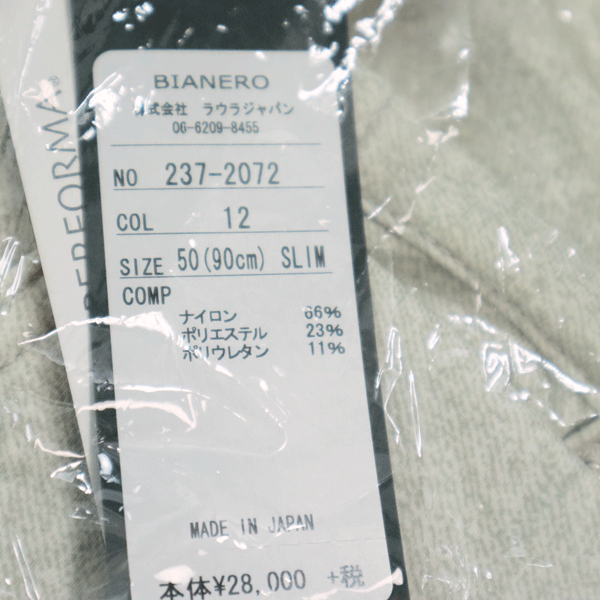 BIANERO
株式会社 ラウラジャパン
06-6209-8455
NO 237-2072
COL 12
SIZE 50(90cm) SLIM
COMP
ナイロン 66%
ポリエステル 23%
ポリウレタン 11%
MADE IN JAPAN
本体¥28,000 +税
PERFORMA®